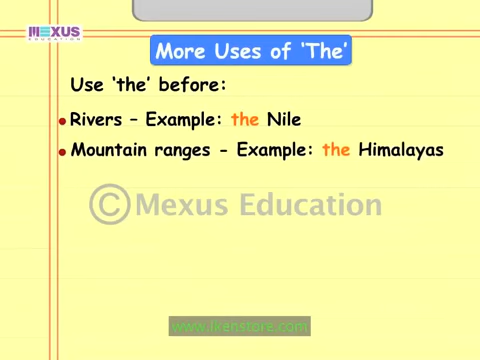 MEXUS
EDUCATION
More Uses of ‘The’
Use ‘the’ before:
• Rivers – Example: the Nile
• Mountain ranges - Example: the Himalayas
© Mexus Education
www.ikenstore.com